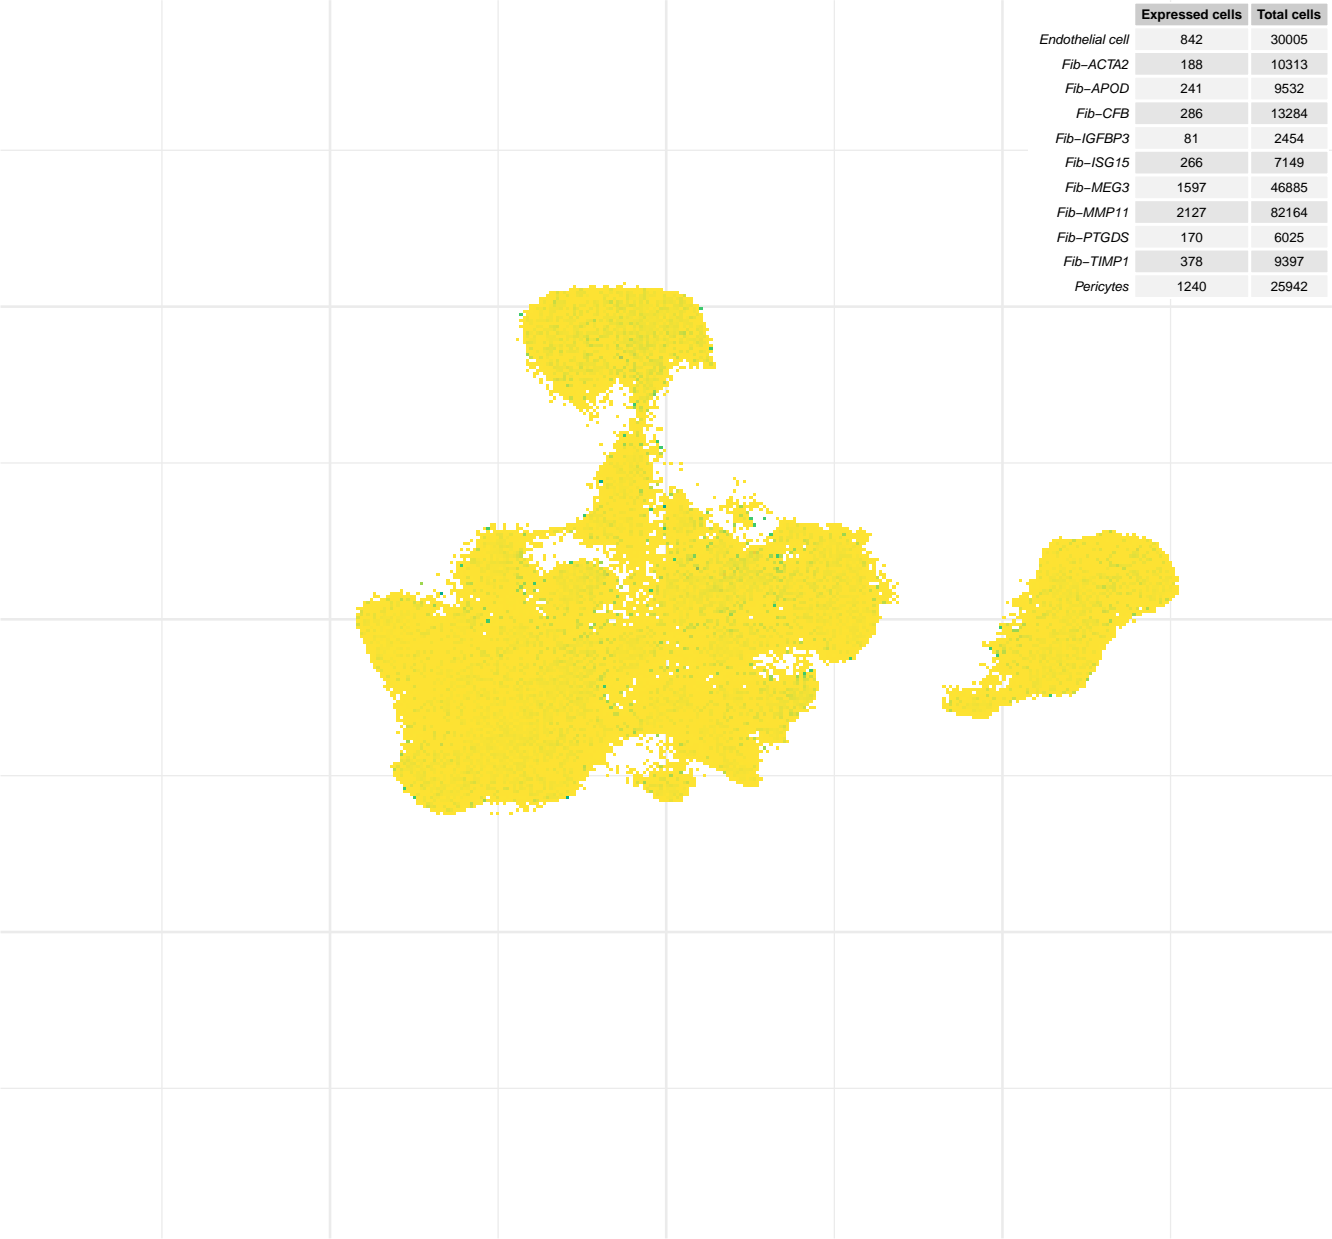 Expressed cells Total cells
Endothelial cell 842 30005
Fib−ACTA2 188 10313
Fib−APOD 241 9532
Fib−CFB 286 13284
Fib−IGFBP3 81 2454
Fib−ISG15 266 7149
Fib−MEG3 1597 46885
Fib−MMP11 2127 82164
Fib−PTGDS 170 6025
Fib−TIMP1 378 9397
Pericytes 1240 25942